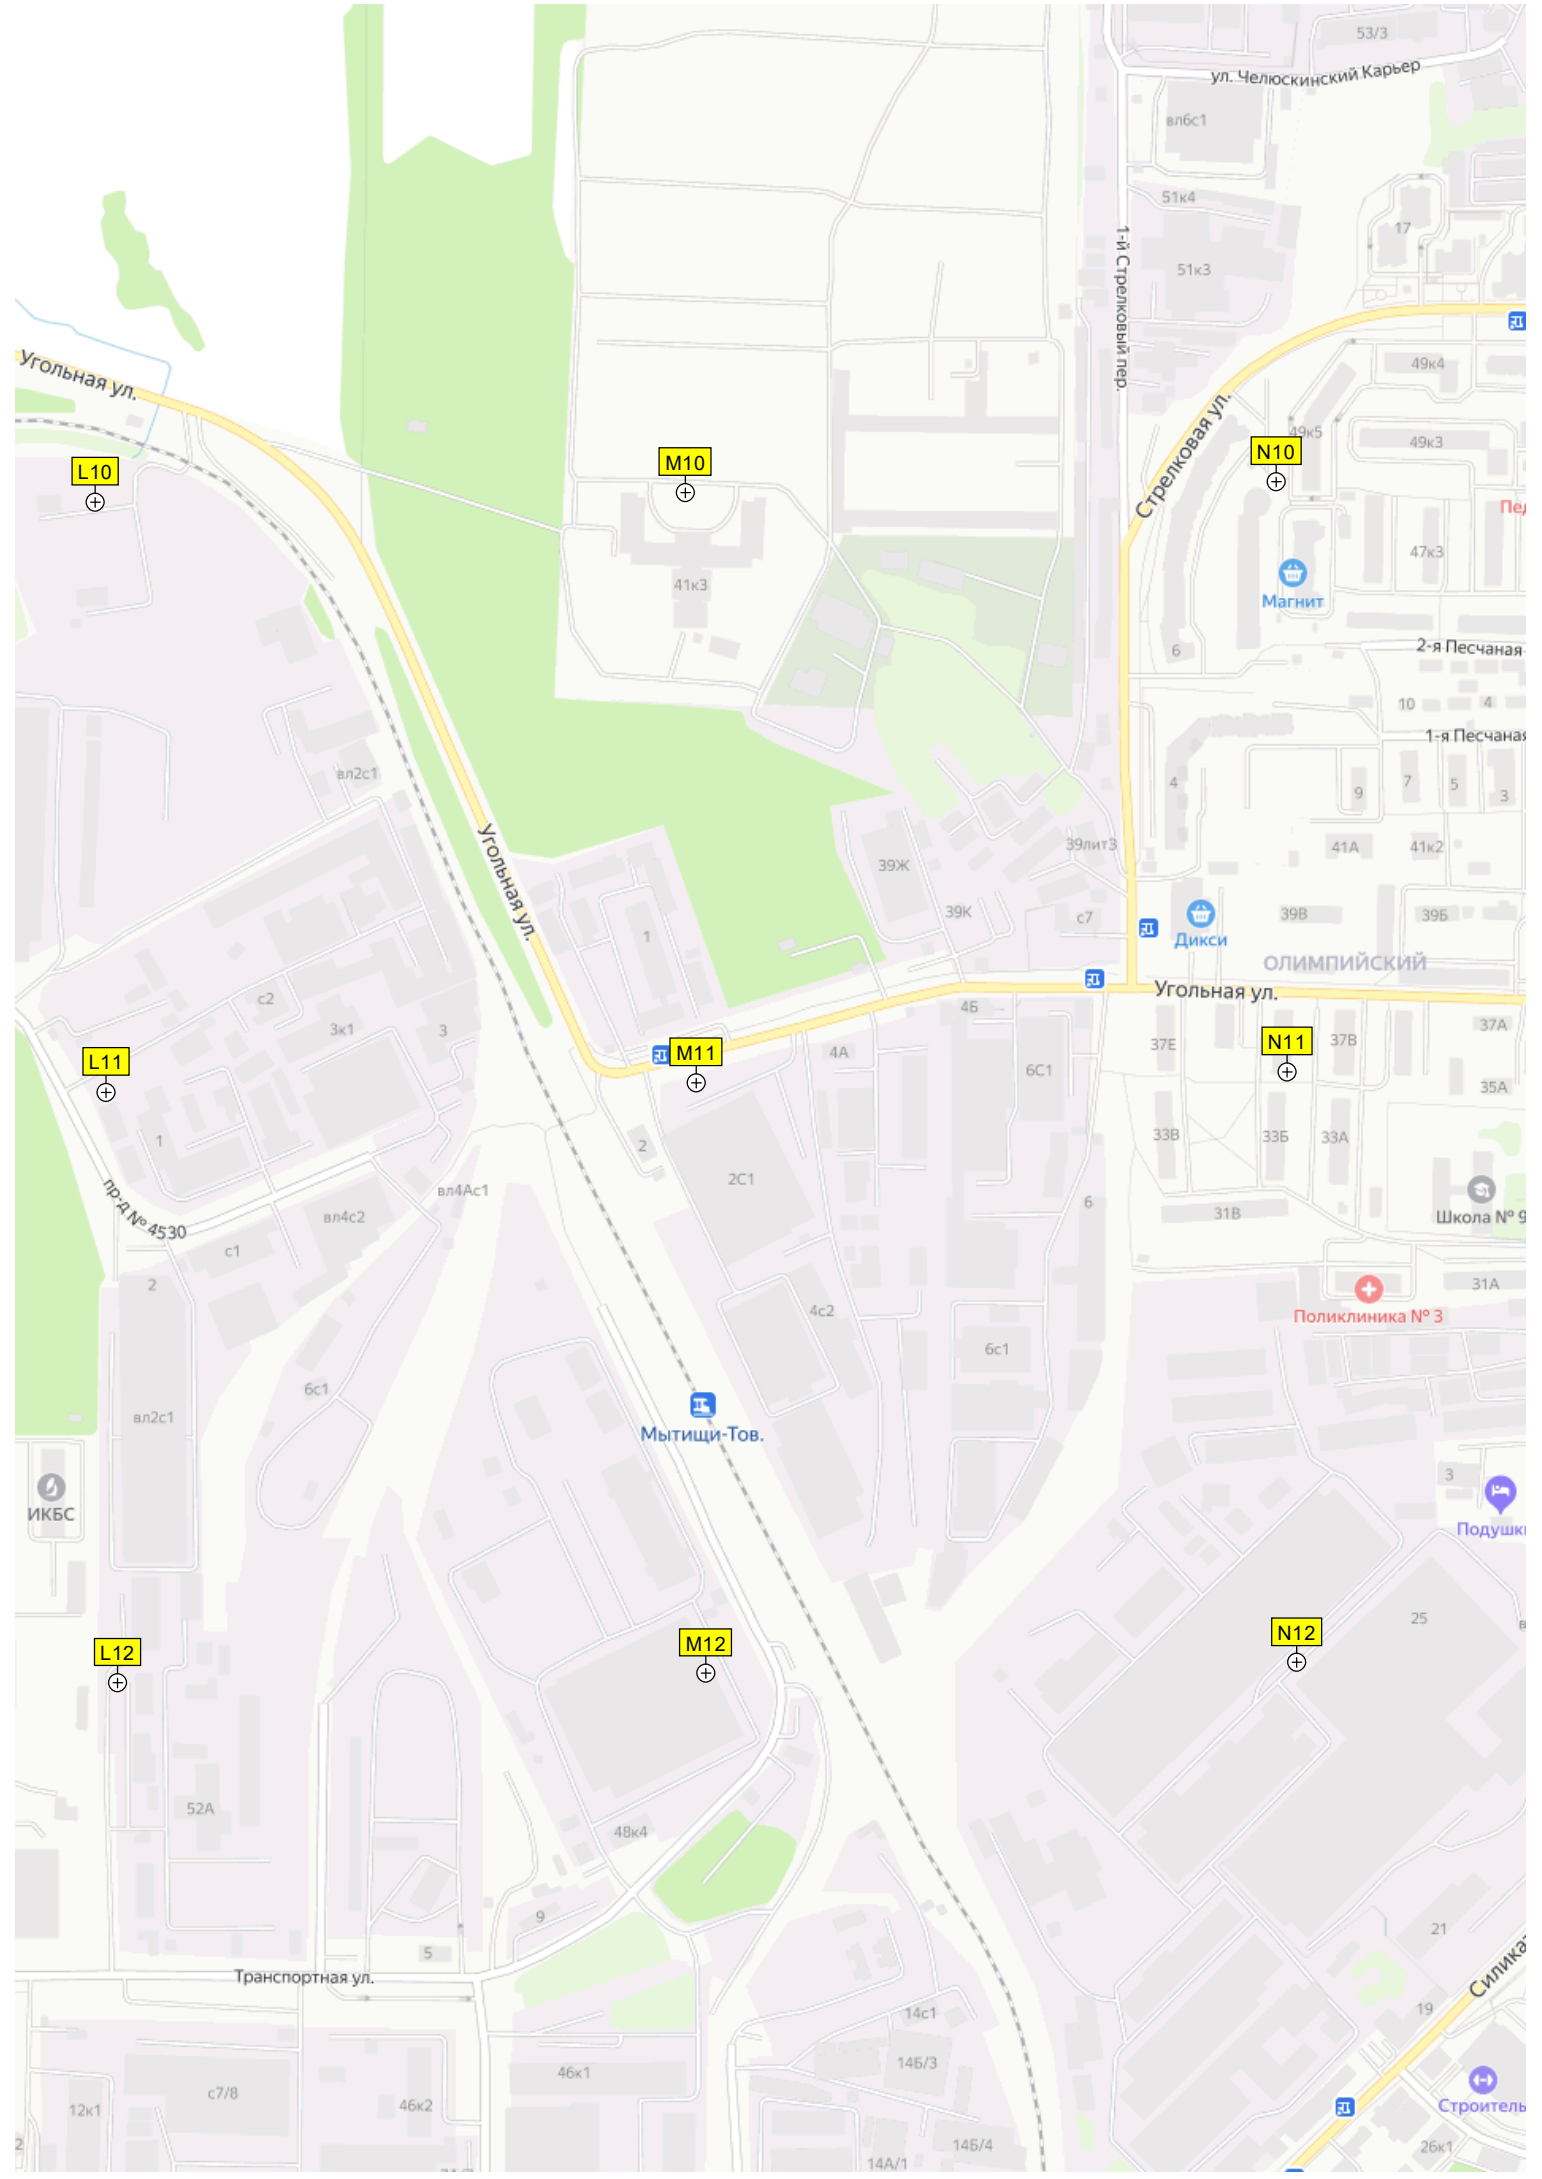 53/3
ул. Челюскинский Карьер
вл6с1
51к4
17
1-й Стрелковый пер.
51к3
Угольная ул.
49к4
Стрелковая ул.
49к5
49к3
L10
M10
N10
47к3
41к3
Магнит
6
2-я Песчаная
10
4
1-я Песчаная
вл2с1
4
9
7
5
3
Угольная ул.
39лит3
41А
41к2
39Ж
39К
с7
39В
39Б
1
Дикси
ОЛИМПИЙСКИЙ
Угольная ул.
с2
3к1
3
4Б
37А
L11
M11
4А
37Е
N11
37В
6С1
35А
1
2
33В
33Б
33А
2С1
пр-д № 4530
вл4Ас1
вл4с2
6
31В
Школа № 9
с1
2
31А
4с2
Поликлиника № 3
6с1
6с1
вл2с1
Мытищи-Тов.
3
ИКБС
Подушк
25
L12
M12
N12
52А
48к4
9
21
5
Транспортная ул.
Силика
14с1
19
14Б/3
46к1
с7/8
46к2
12к1
Строитель
14Б/4
26к1
2
14А/1